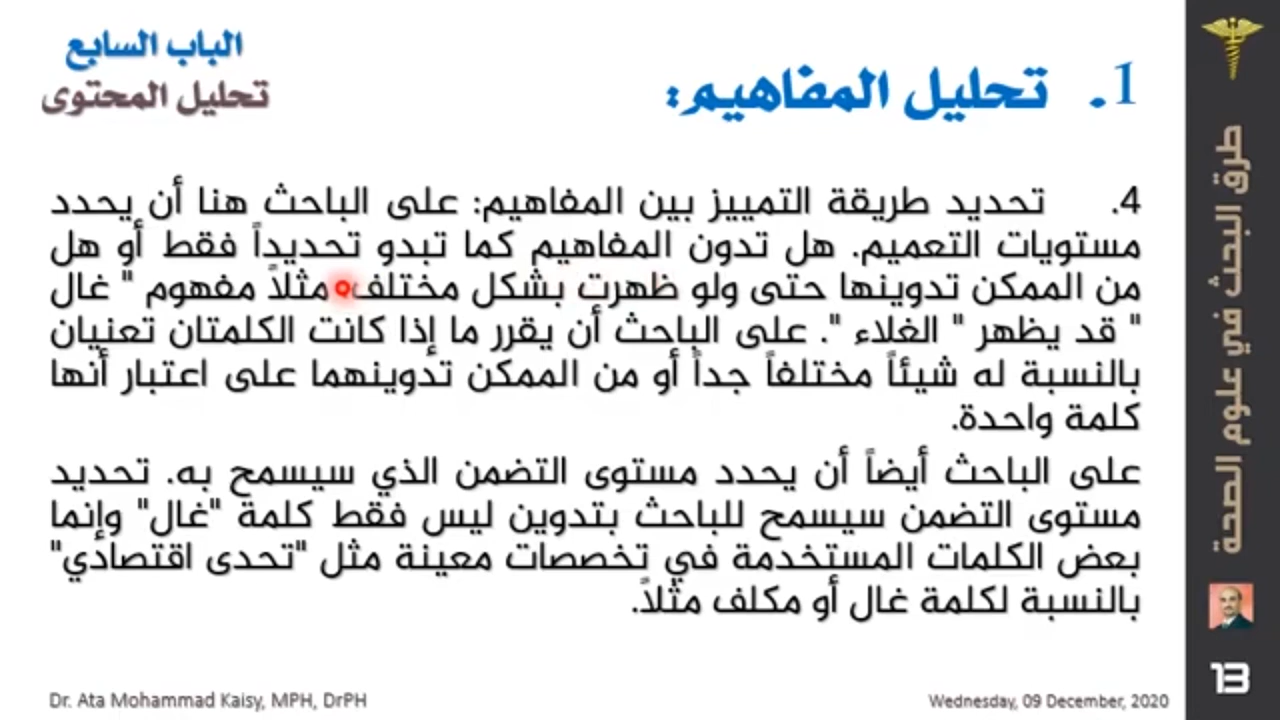 الباب السابع
تحليل المحتوى
1. تحليل المفاهيم:
4. تحديد طريقة التمييز بين المفاهيم: على الباحث هنا أن يحدد
مستويات التعميم. هل تدون المفاهيم كما تبدو تحديداً فقط أو هل
من الممكن تدوينها حتى ولو ظهرت بشكل مختلف مثلاً مفهوم " غال
" قد يظهر " الغلاء ". على الباحث أن يقرر ما إذا كانت الكلمتان تعنيان
بالنسبة له شيئاً مختلفاً جداً أو من الممكن تدوينهما على اعتبار أنها
كلمة واحدة.
على الباحث أيضاً أن يحدد مستوى التضمن الذي سيسمح به. تحديد
مستوى التضمن سيسمح للباحث بتدوين ليس فقط كلمة "غال" وإنما
بعض الكلمات المستخدمة في تخصصات معينة مثل "تحدى اقتصادي"
بالنسبة لكلمة غال أو مكلف مثلاً.
طرق البحث في علوم الصحة
13
Dr. Ata Mohammad Kaisy, MPH, DrPH
Wednesday, 09 December, 2020